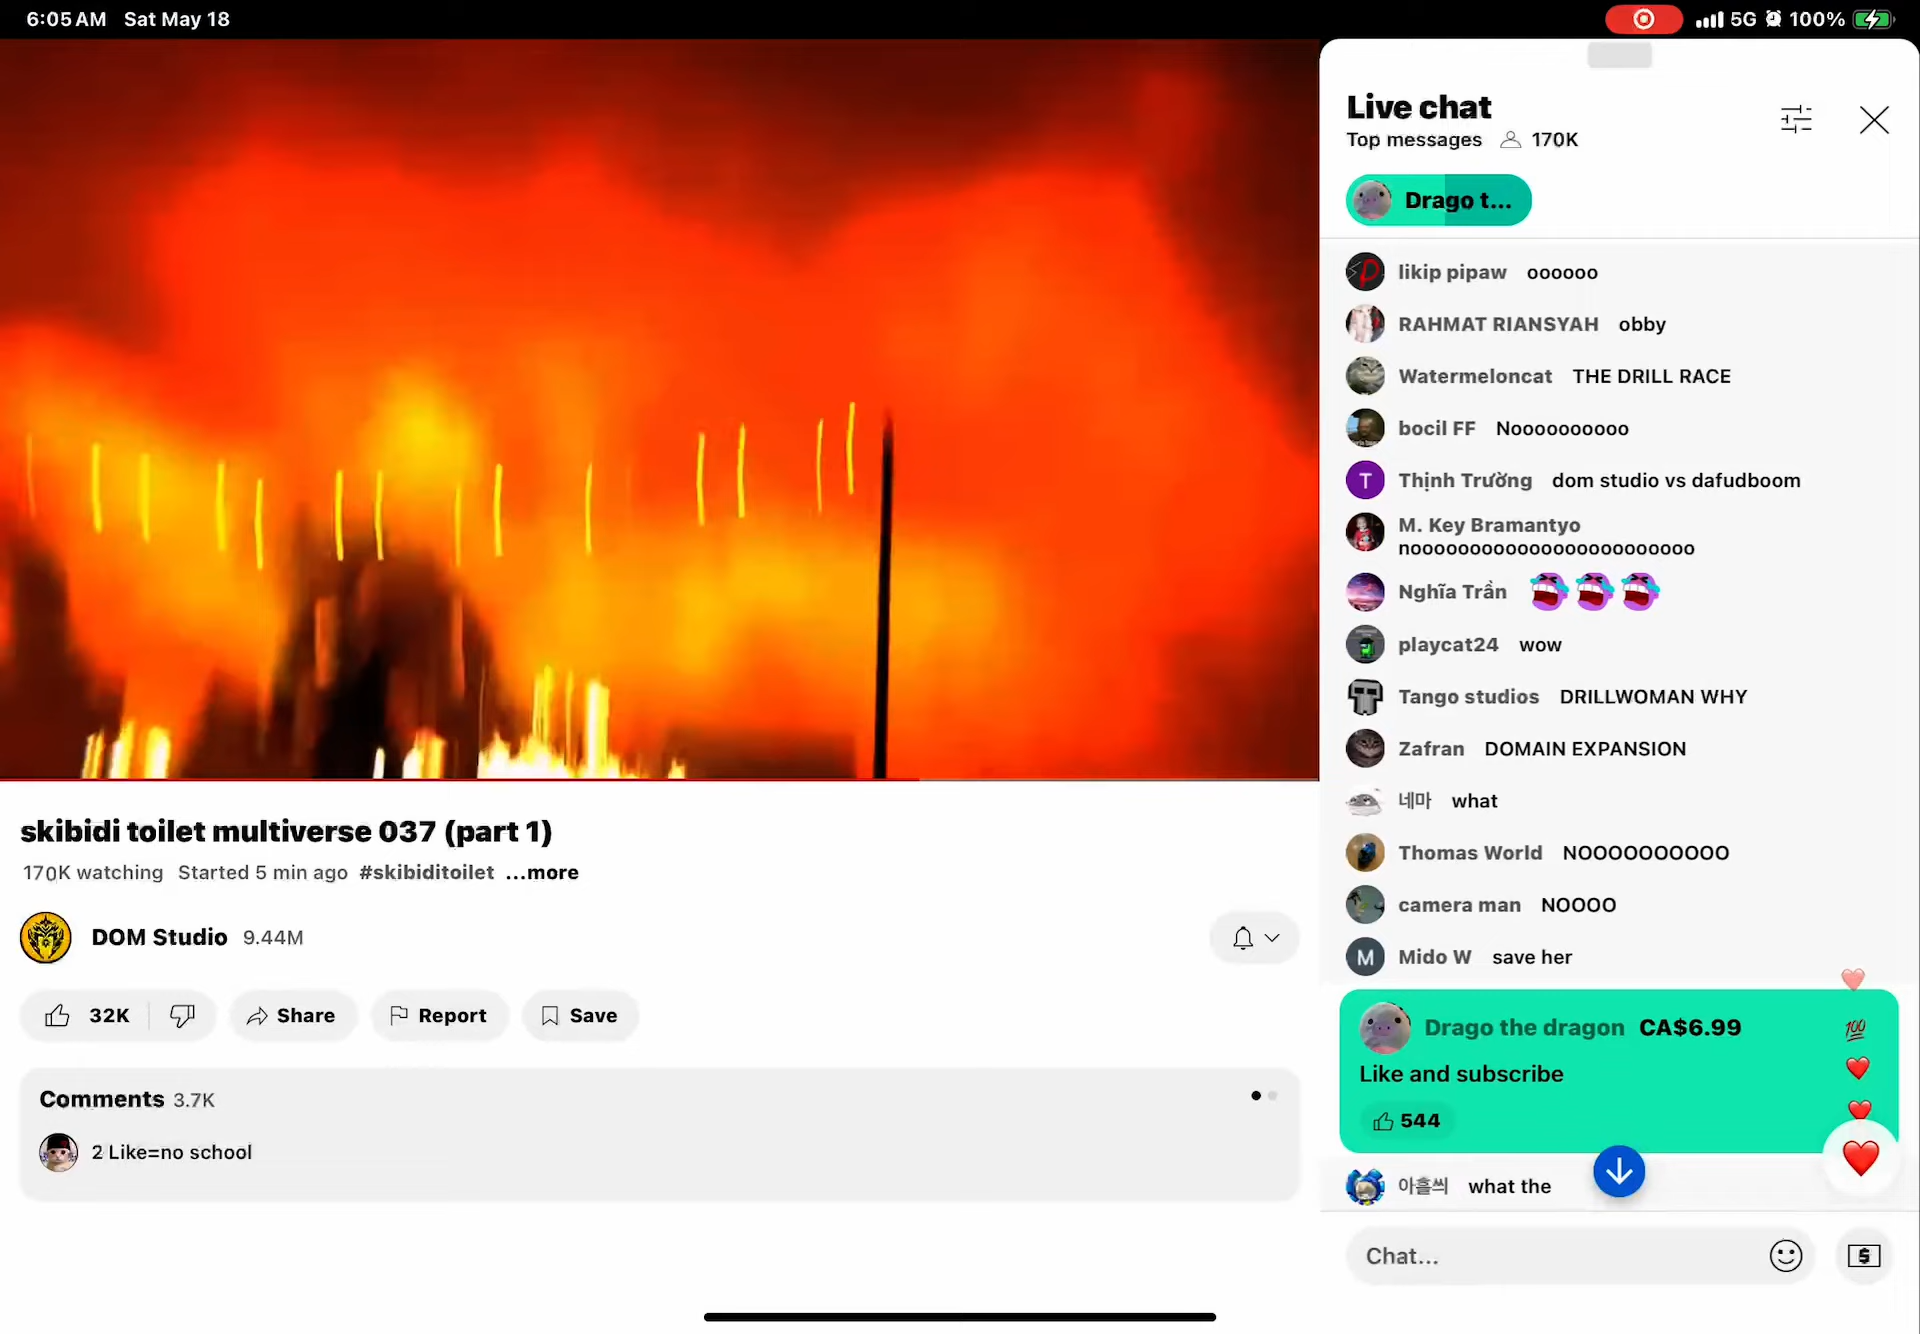 6:05 AM Sat May 18
5G 100%
Live chat
Top messages 170K
Drago t...
likip pipaw oooooo
RAHMAT RIANSYAH obby
Watermeloncat THE DRILL RACE
bocil FF Noooooooooo
T Thịnh Trường dom studio vs dafudboom
M. Key Bramantyo
noooooooooooooooooooooooo
Nghĩa Trần
playcat24 wow
Tango studios DRILLWOMAN WHY
Zafran DOMAIN EXPANSION
네마 what
Thomas World NOOOOOOOOOO
camera man NOOOO
M Mido W save her
Drago the dragon CA$6.99
Like and subscribe
544
아흘씌 what the
Chat...
skibidi toilet multiverse 037 (part 1)
170K watching Started 5 min ago #skibiditoilet ...more
DOM Studio 9.44M
32K Share Report Save
Comments 3.7K
2 Like=no school